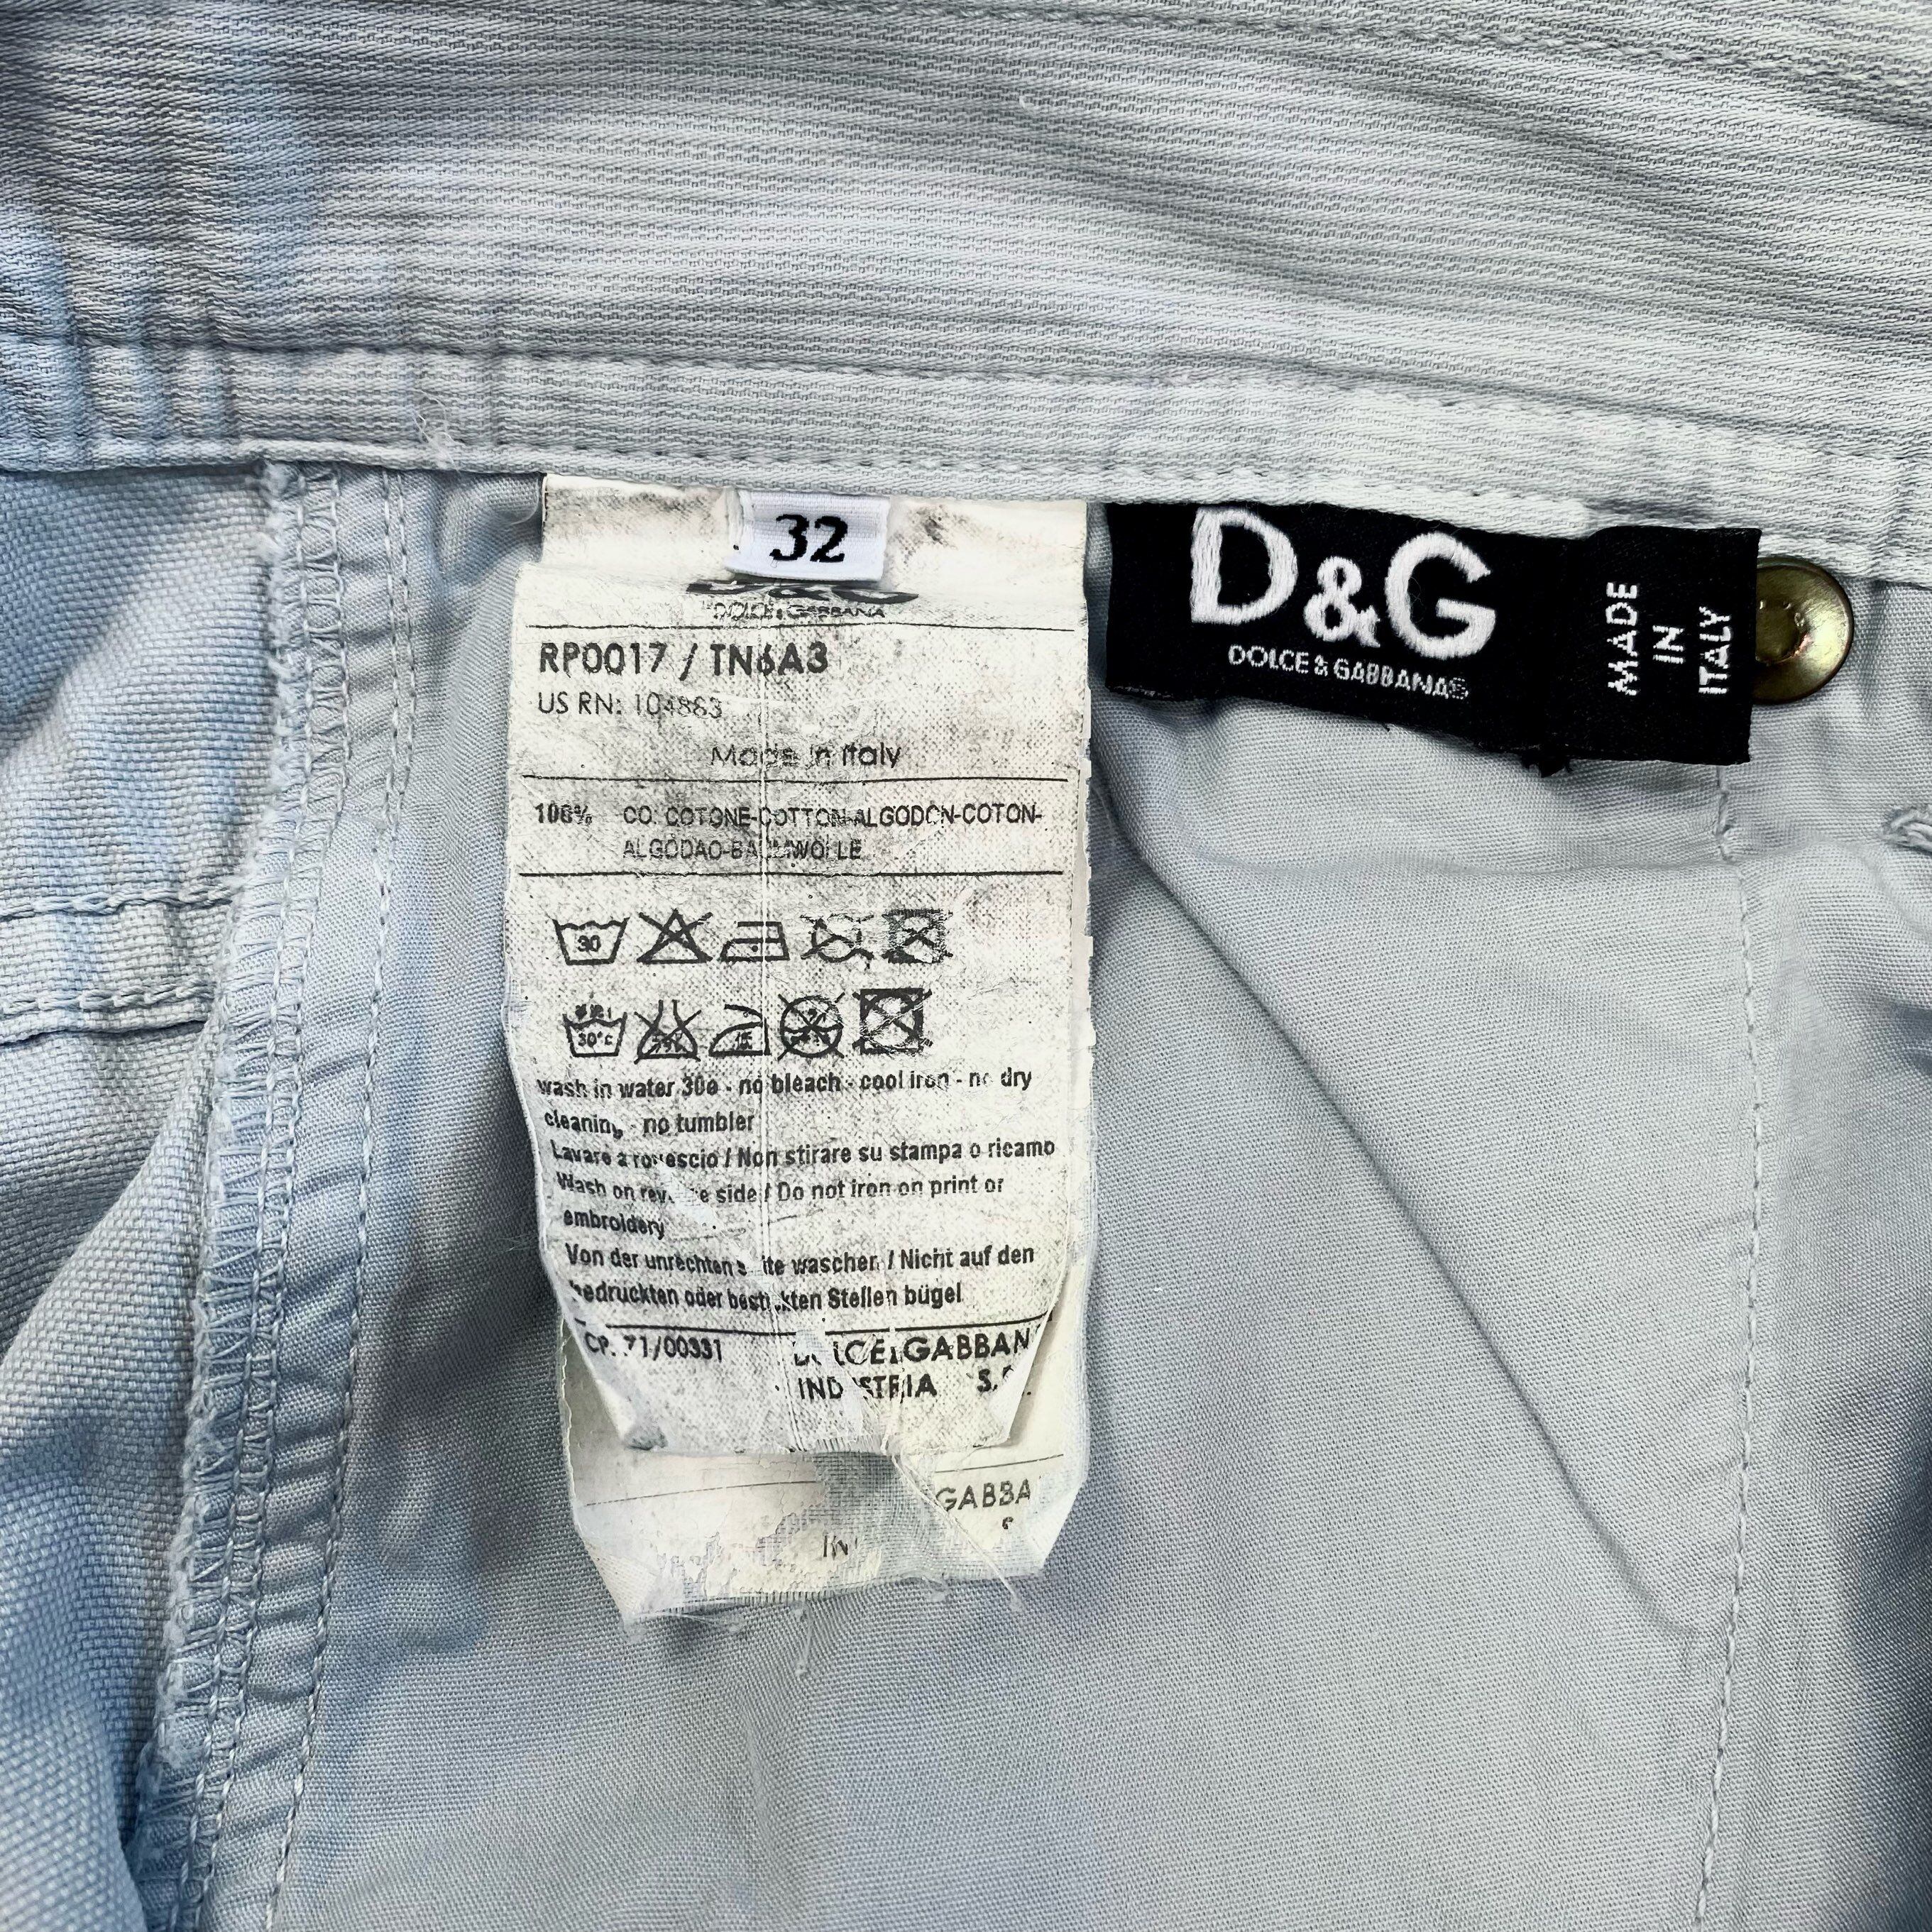 32
D&G
DOLCE & GABBANA
RP0017 / TN6A3
US RN: 104863
Made in Italy
100% CO: COTONE-COTTON-ALGODON-COTON-
ALGODAO-BAUMWOLLE
30
30°c
wash in water 30° - no bleach - cool iron - no dry
cleaning - no tumbler
Lavare a rovescio / Non stirare su stampa o ricamo
Wash on reverse side / Do not iron on print or
embroidery
Von der unrechten seite waschen / Nicht auf den
bedruckten oder bestickten Stellen bügel
CP. 71/00331 DOLCE&GABBAN
INDUSTRIA S.P.
GABBA
D&G
DOLCE & GABBANA
MADE
IN
ITALY